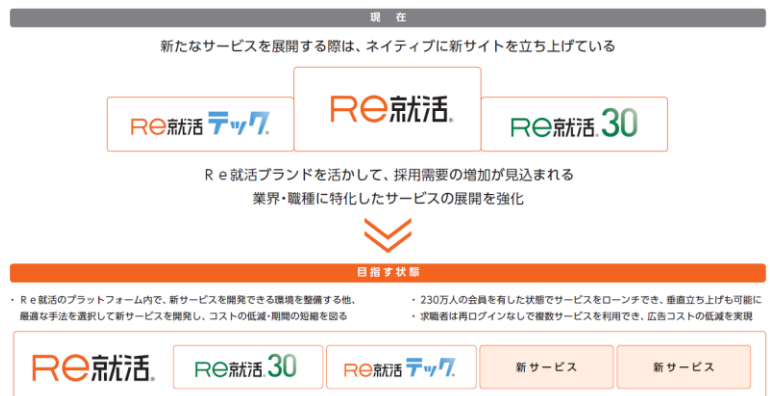 現 在
新たなサービスを展開する際は、ネイティブに新サイトを立ち上げている
Re就活テック®
Re就活®
Re就活®30
Re就活ブランドを活かして、採用需要の増加が見込まれる
業界・職種に特化したサービスの展開を強化
目指す状態
・ Re就活のプラットフォーム内で、新サービスを開発できる環境を整備する他、
最適な手法を選択して新サービスを開発し、コストの低減・期間の短縮を図る
・ 230万人の会員を有した状態でサービスをローンチでき、垂直立ち上げも可能に
・ 求職者は再ログインなしで複数サービスを利用でき、広告コストの低減を実現
Re就活®
Re就活®30
Re就活テック®
新サービス
新サービス